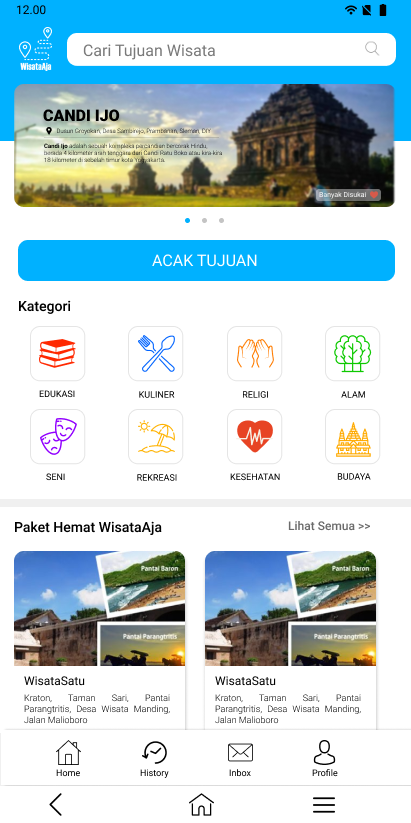 12.00
WisataAja
Cari Tujuan Wisata
CANDI IJO
Dusun Groyokan, Desa Sambirejo, Prambanan, Sleman, DIY
Candi Ijo adalah sebuah kompleks percandian bercorak Hindu,
berada 4 kilometer arah tenggara dari Candi Ratu Boko atau kira-kira
18 kilometer di sebelah timur kota Yogyakarta.
Banyak Disukai
ACAK TUJUAN
Kategori
EDUKASI
KULINER
RELIGI
ALAM
SENI
REKREASI
KESEHATAN
BUDAYA
Paket Hemat WisataAja
Lihat Semua >>
Pantai Baron
Pantai Parangtritis
WisataSatu
Kraton, Taman Sari, Pantai
Parangtritis, Desa Wisata Manding,
Jalan Malioboro
Pantai Baron
Pantai Parangtritis
WisataSatu
Kraton, Taman Sari, Pantai
Parangtritis, Desa Wisata Manding,
Jalan Malioboro
Home
History
Inbox
Profile